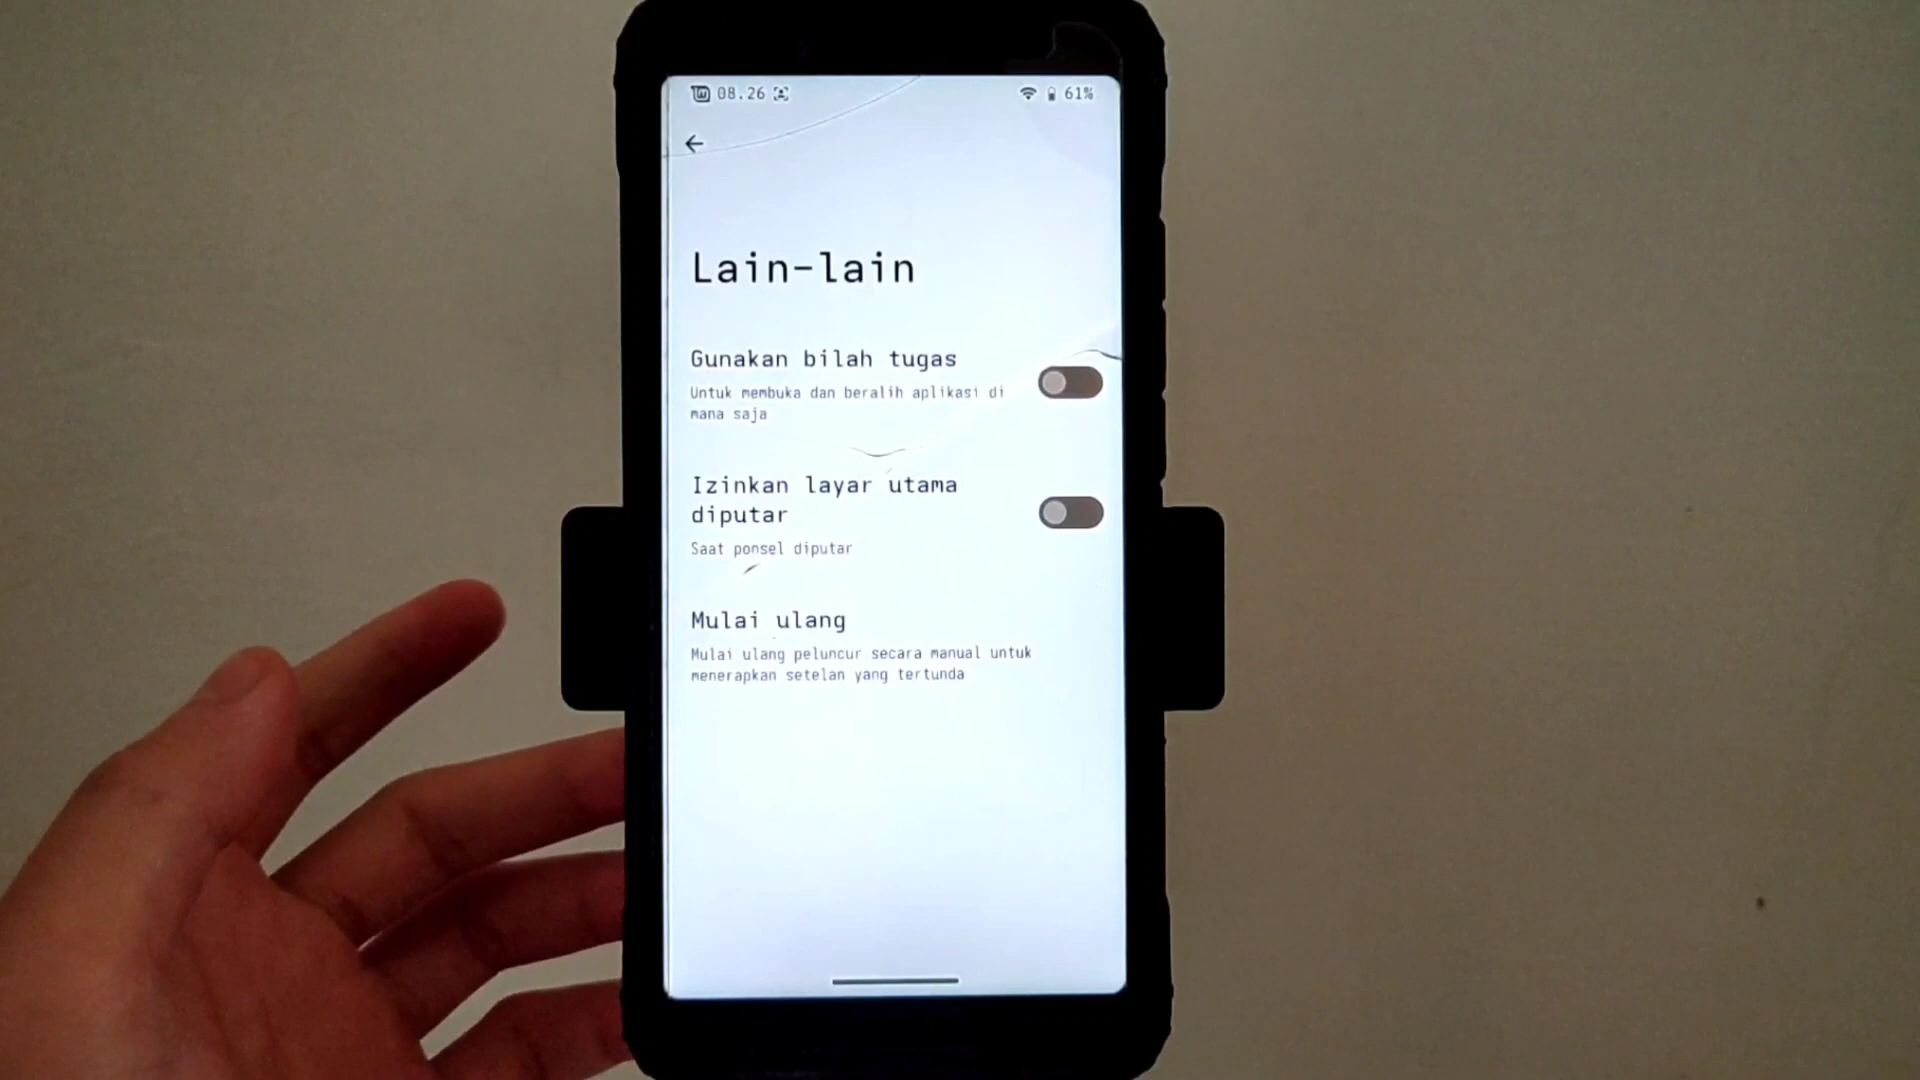 08.26
61%
Lain-lain
Gunakan bilah tugas
Untuk membuka dan beralih aplikasi di
mana saja
Izinkan layar utama
diputar
Saat ponsel diputar
Mulai ulang
Mulai ulang peluncur secara manual untuk
menerapkan setelan yang tertunda